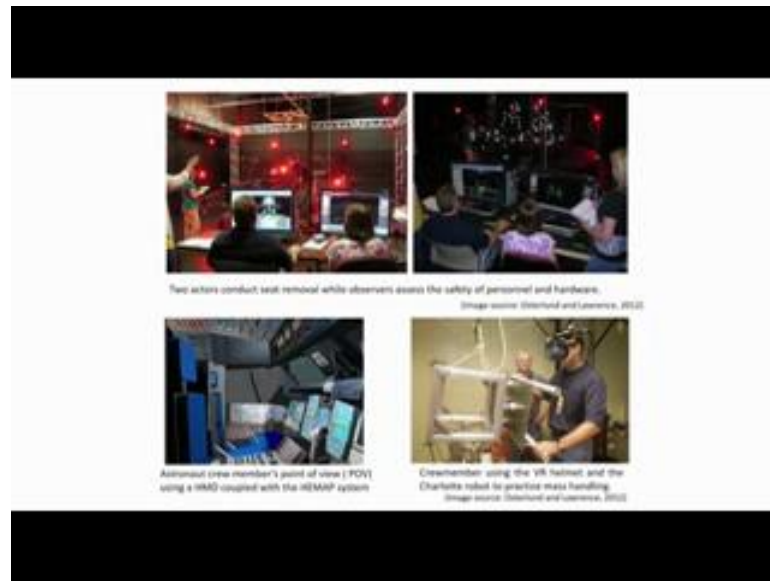 Two actors conduct seat removal while observers assess the safety of personnel and hardware.
(Image source: Osterlund and Lawrence, 2012)
Astronaut crew member's point of view ( POV)
using a HMD coupled with the HEMAP system
Crewmember using the VR helmet and the
Charlotte robot to practice mass handling.
(Image source: Osterlund and Lawrence, 2012)